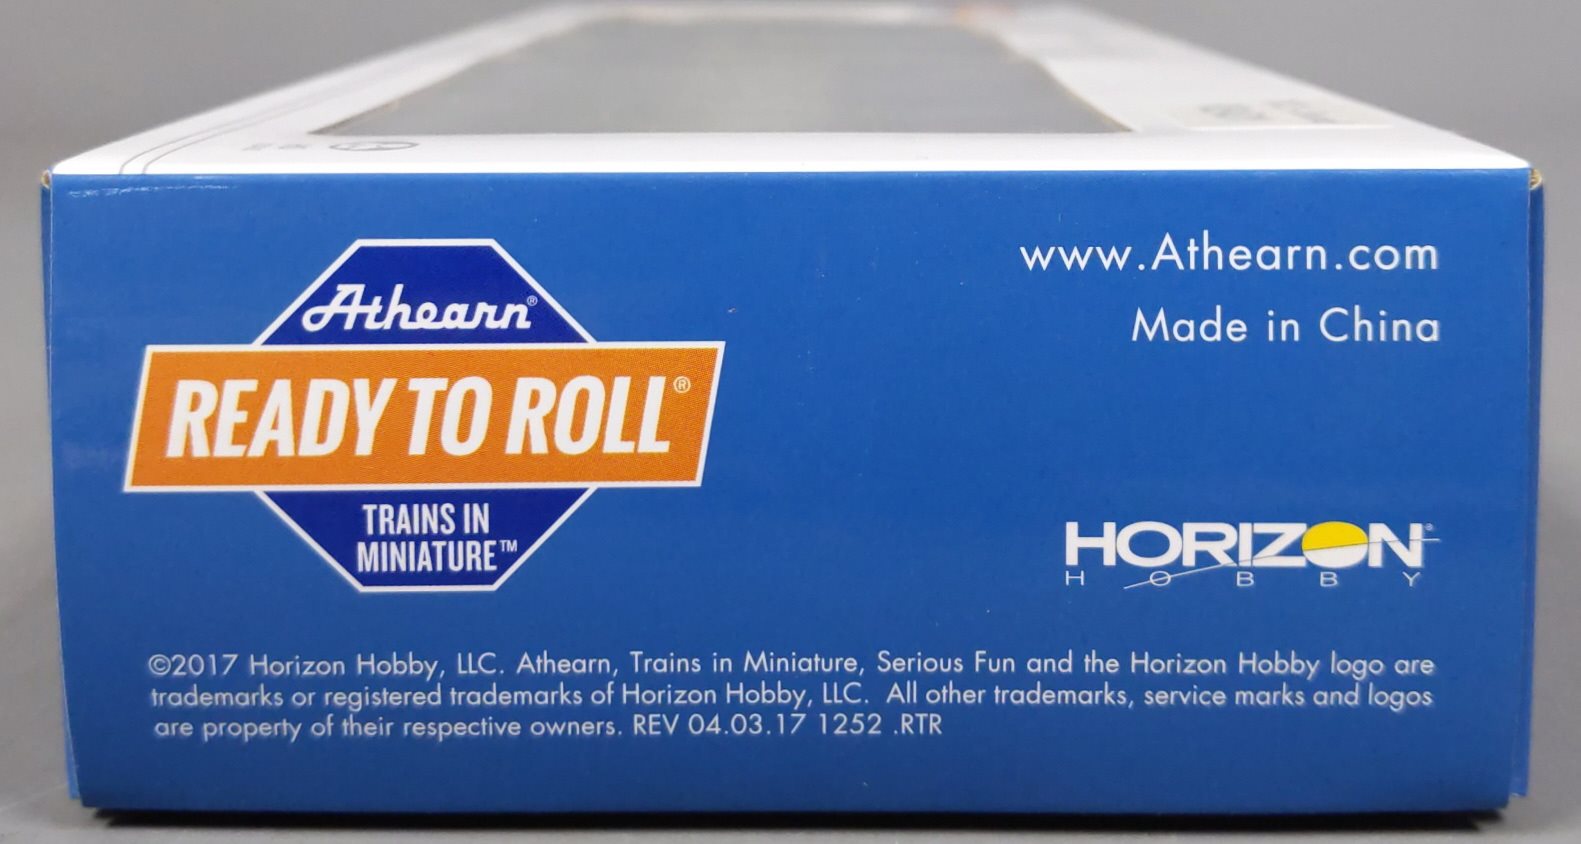 Athearn®
READY TO ROLL®
TRAINS IN
MINIATURE™
www.Athearn.com
Made in China
HORIZON®
HOBBY
©2017 Horizon Hobby, LLC. Athearn, Trains in Miniature, Serious Fun and the Horizon Hobby logo are
trademarks or registered trademarks of Horizon Hobby, LLC. All other trademarks, service marks and logos
are property of their respective owners. REV 04.03.17 1252 .RTR